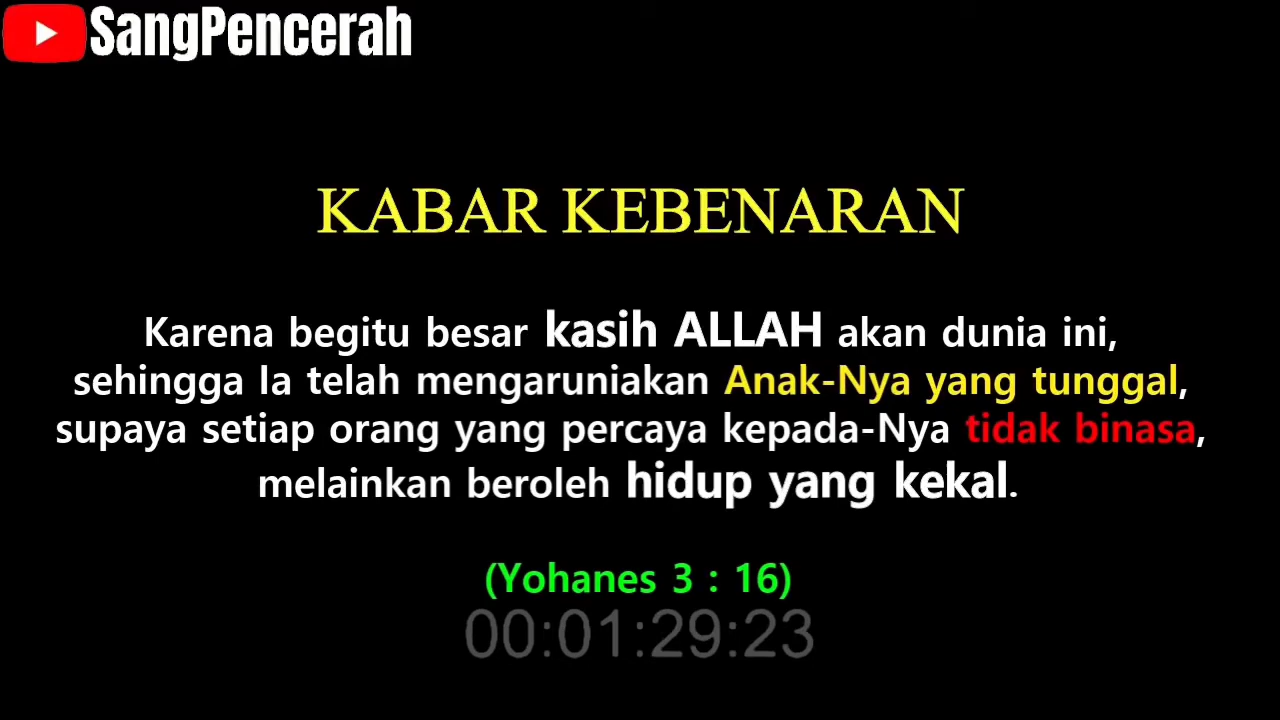 SangPencerah
KABAR KEBENARAN
Karena begitu besar kasih ALLAH akan dunia ini,
sehingga Ia telah mengaruniakan Anak-Nya yang tunggal,
supaya setiap orang yang percaya kepada-Nya tidak binasa,
melainkan beroleh hidup yang kekal.
(Yohanes 3 : 16)
00:01:29:23